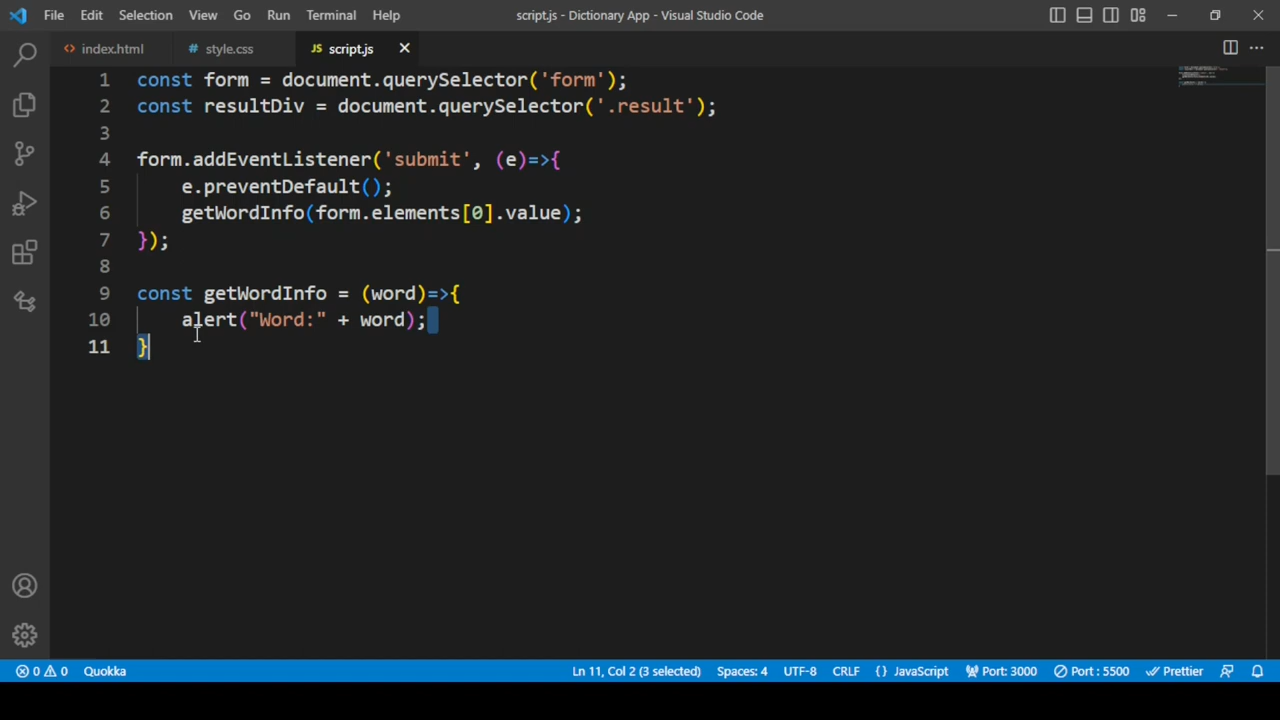 File Edit Selection View Go Run Terminal Help script.js - Dictionary App - Visual Studio Code
index.html # style.css JS script.js
1 const form = document.querySelector('form');
2 const resultDiv = document.querySelector('.result');
3
4 form.addEventListener('submit', (e)=>{
5 e.preventDefault();
6 getWordInfo(form.elements[0].value);
7 });
8
9 const getWordInfo = (word)=>{
10 alert("Word:" + word);
11 }
0 0 Quokka Ln 11, Col 2 (3 selected) Spaces: 4 UTF-8 CRLF {} JavaScript Port: 3000 Port : 5500 Prettier